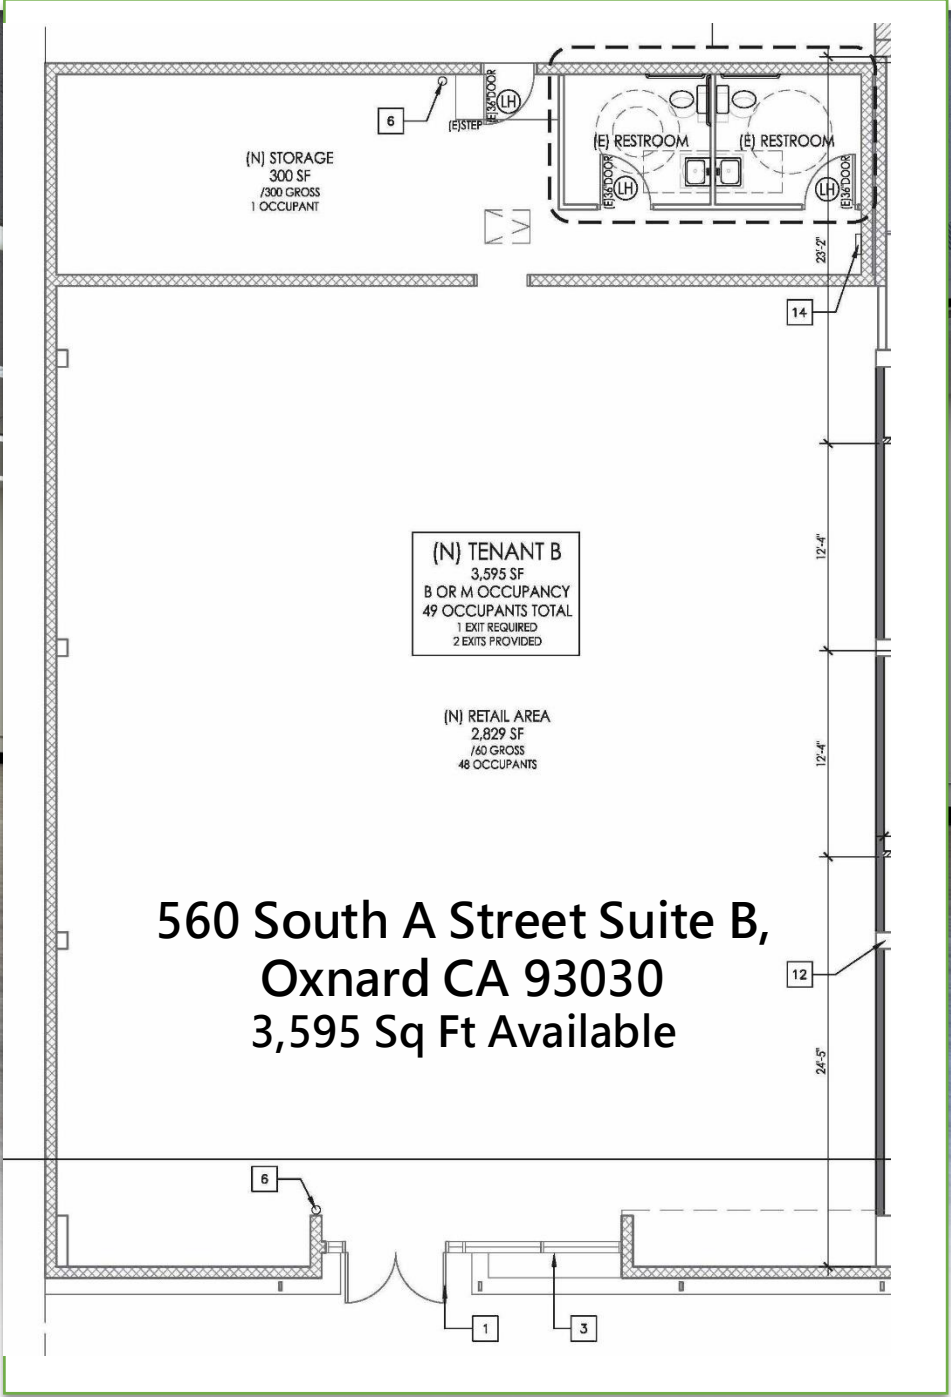 6
(E)STEP
(E)36"DOOR
LH
(N) STORAGE
300 SF
/300 GROSS
1 OCCUPANT
(E) RESTROOM
(E) RESTROOM
(E)36"DOOR
LH
LH
(E)36"DOOR
23'-2"
14
12'-4"
(N) TENANT B
3,595 SF
B OR M OCCUPANCY
49 OCCUPANTS TOTAL
1 EXIT REQUIRED
2 EXITS PROVIDED
(N) RETAIL AREA
2,829 SF
/60 GROSS
48 OCCUPANTS
12'-4"
560 South A Street Suite B,
Oxnard CA 93030
3,595 Sq Ft Available
12
24'-5"
6
1
3